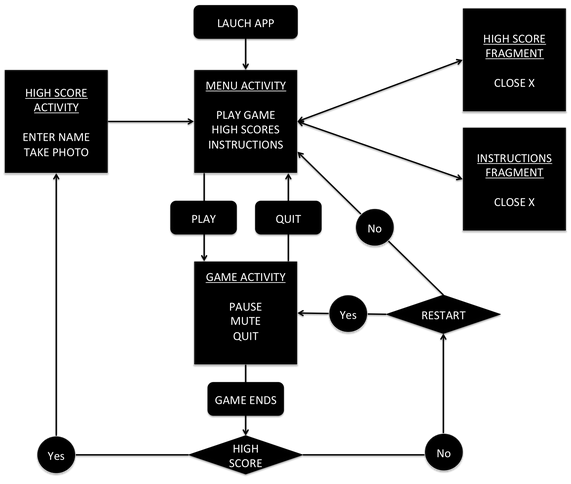 LAUCH APP
HIGH SCORE
FRAGMENT
CLOSE X
HIGH SCORE
ACTIVITY
ENTER NAME
TAKE PHOTO
MENU ACTIVITY
PLAY GAME
HIGH SCORES
INSTRUCTIONS
INSTRUCTIONS
FRAGMENT
CLOSE X
PLAY
QUIT
No
GAME ACTIVITY
PAUSE
MUTE
QUIT
Yes
RESTART
GAME ENDS
Yes
HIGH
SCORE
No